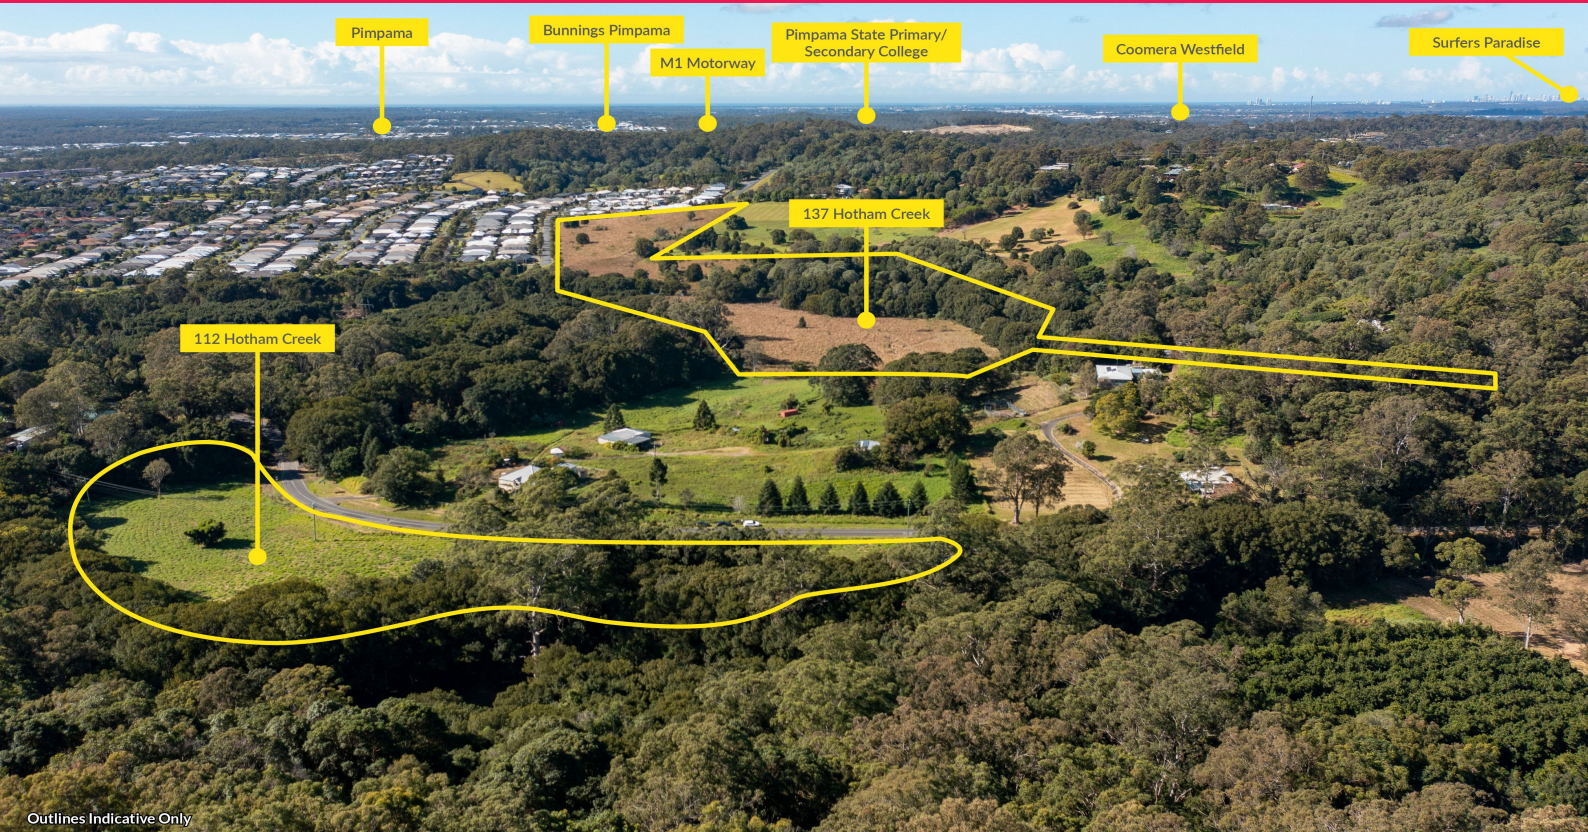 Pimpama
Bunnings Pimpama
M1 Motorway
Pimpama State Primary/
Secondary College
Coomera Westfield
Surfers Paradise
137 Hotham Creek
112 Hotham Creek
Outlines Indicative Only